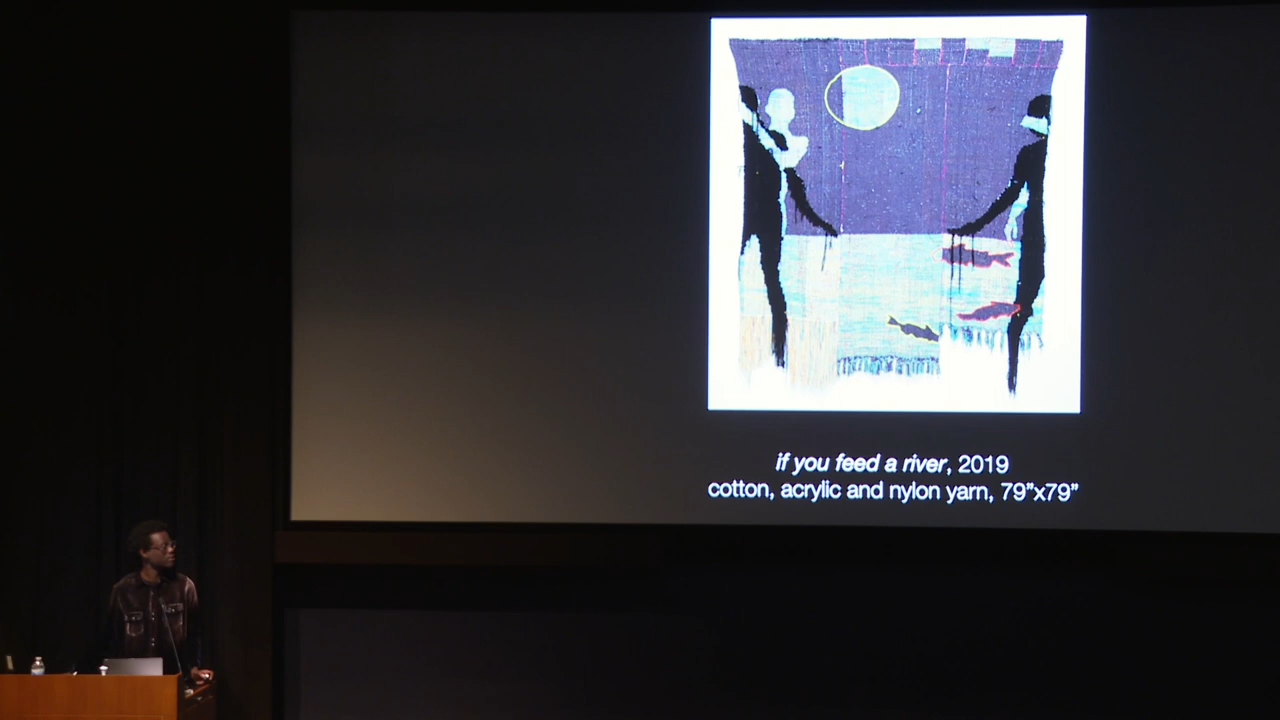 if you feed a river, 2019
cotton, acrylic and nylon yarn, 79”x79”